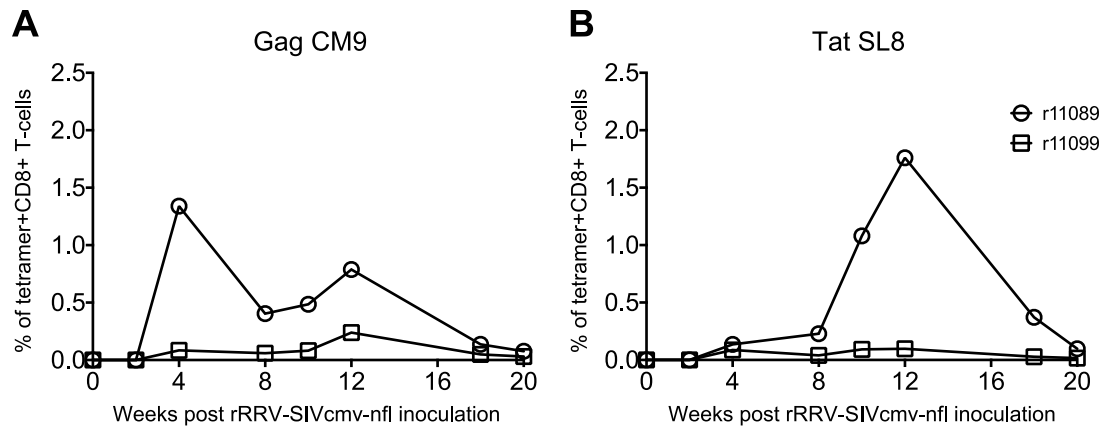 A
Gag CM9
% of tetramer+CD8+ T-cells
2.5
2.0
1.5
1.0
0.5
0.0
0 4 8 12 16 20
Weeks post rRRV-SIVcmv-nfl inoculation
B
Tat SL8
% of tetramer+CD8+ T-cells
2.5
2.0
1.5
1.0
0.5
0.0
0 4 8 12 16 20
Weeks post rRRV-SIVcmv-nfl inoculation
r11089
r11099